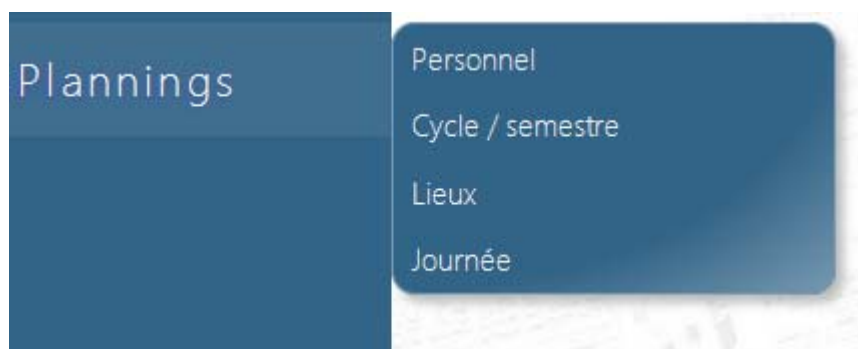 Plannings
Personnel
Cycle / semestre
Lieux
Journée